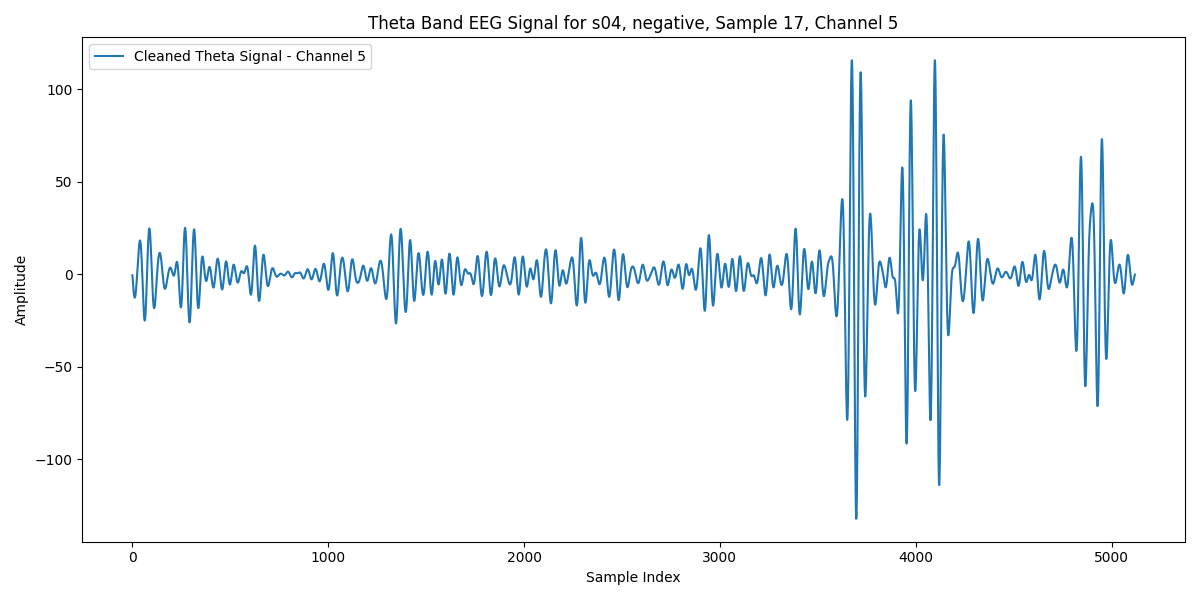 Theta Band EEG Signal for s04, negative, Sample 17, Channel 5
Cleaned Theta Signal - Channel 5
100
50
0
−50
−100
Amplitude
0 1000 2000 3000 4000 5000
Sample Index